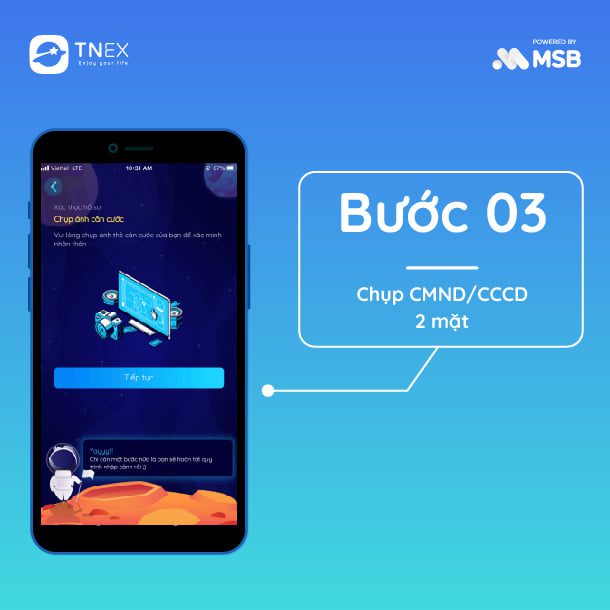 TNEX
Enjoy your life
POWERED BY
MSB
Viettel LTE 10:31 AM 67%
Xác thực hồ sơ
Chụp ảnh căn cước
Vui lòng chụp ảnh thẻ căn cước của bạn để xác minh
nhân thân
Tiếp tục
Yayyy!!
Chỉ còn một bước nữa là bạn sẽ hoàn tất quy
trình nhập cảnh rồi ;)
Bước 03
Chụp CMND/CCCD
2 mặt